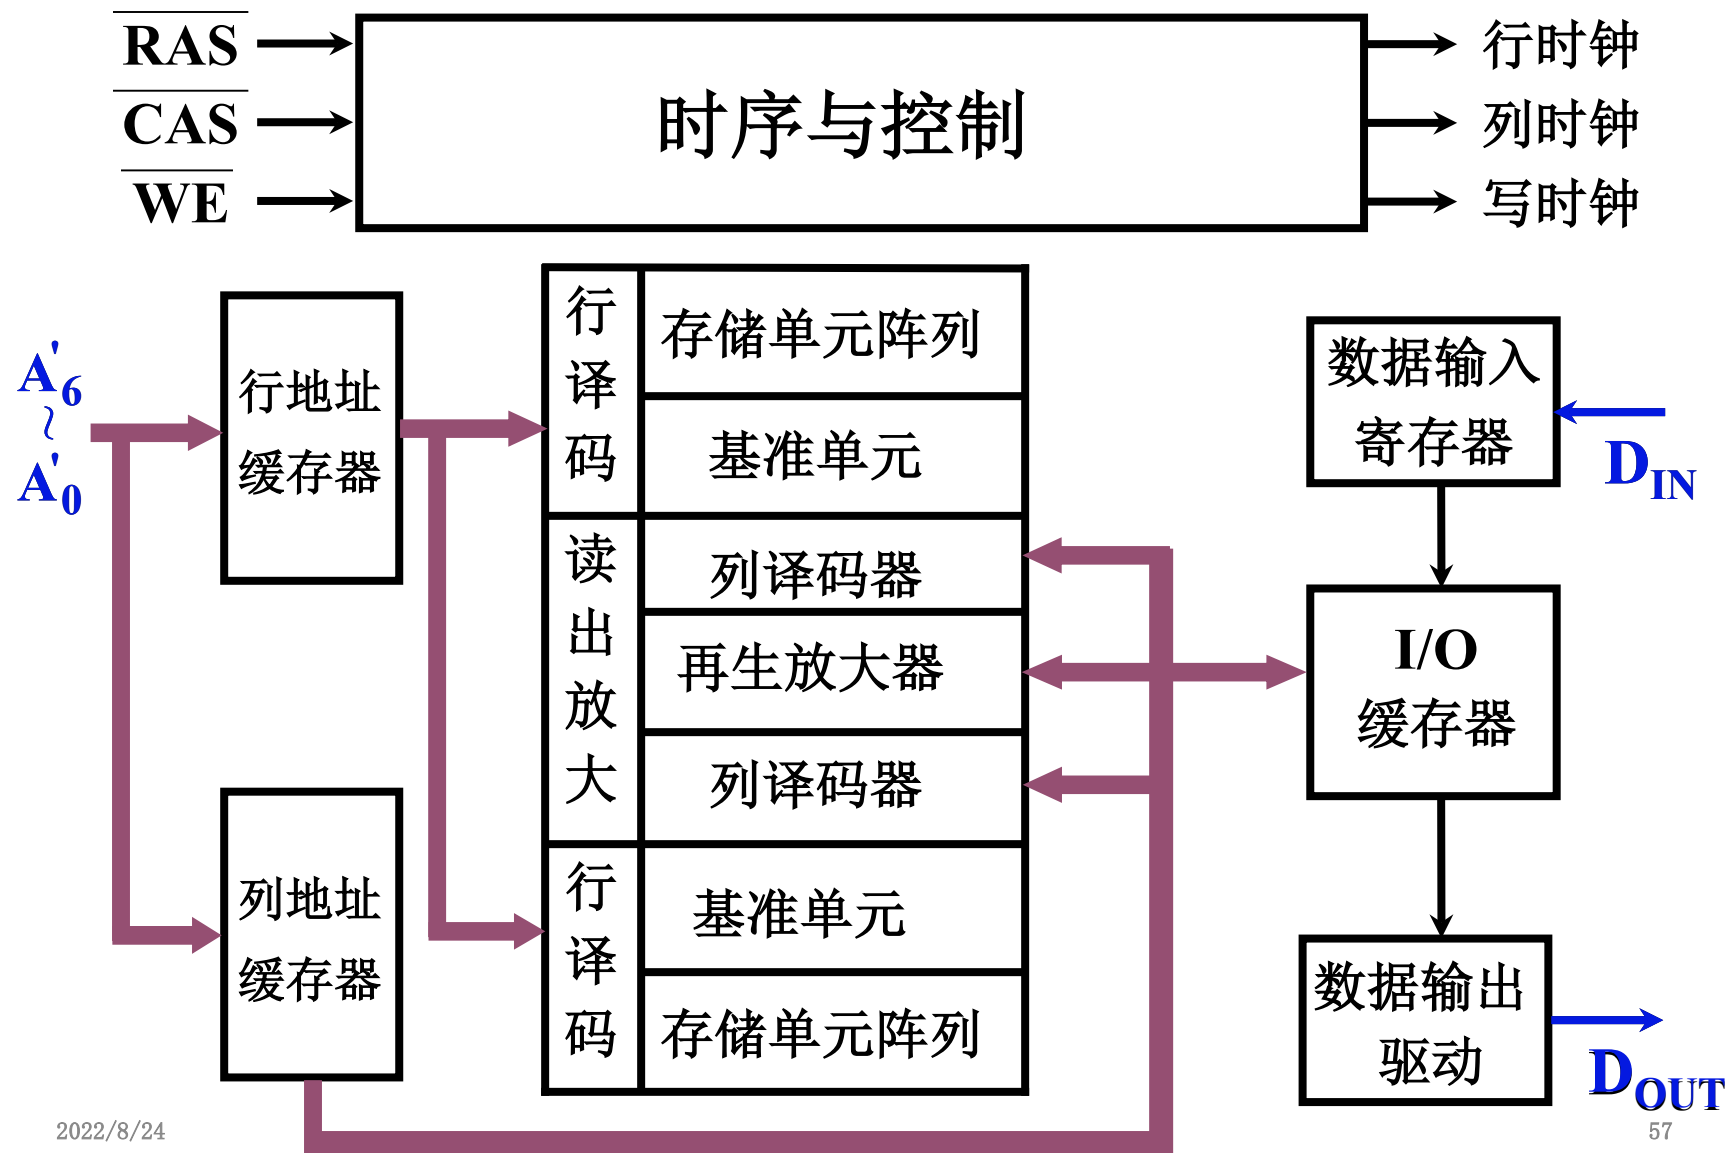 RAS
CAS
WE
时序与控制
行时钟
列时钟
写时钟
A'6
~
A'0
行地址
缓存器
列地址
缓存器
行
译
码
读
出
放
大
行
译
码
存储单元阵列
基准单元
列译码器
再生放大器
列译码器
基准单元
存储单元阵列
数据输入
寄存器
DIN
I/O
缓存器
数据输出
驱动
DOUT
2022/8/24
57